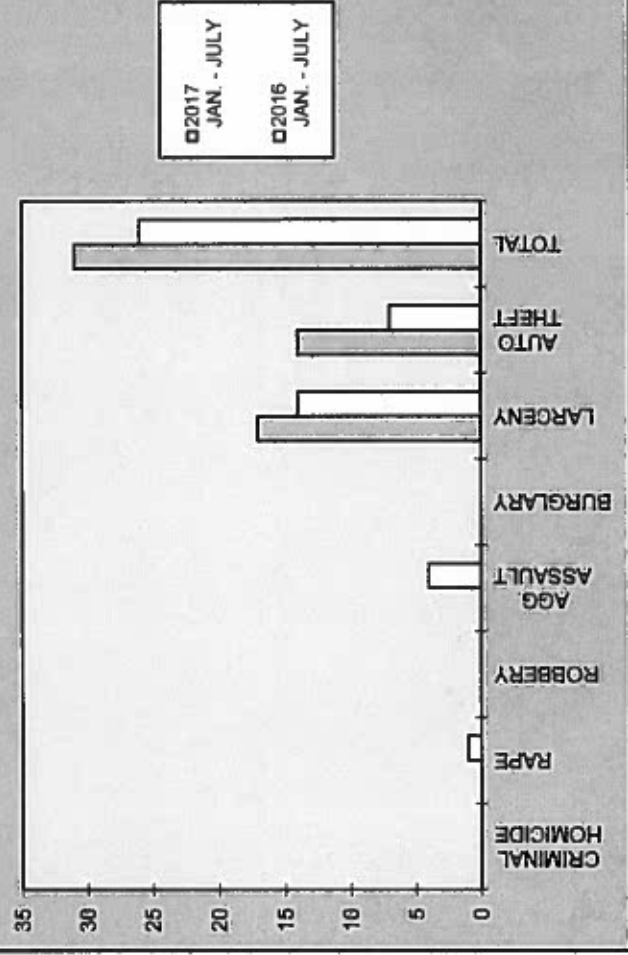 35
30
25
20
15
10
5
0
CRIMINAL
HOMICIDE
RAPE
ROBBERY
AGG.
ASSAULT
BURGLARY
LARCENY
AUTO
THEFT
TOTAL
2017
JAN. - JULY
2016
JAN. - JULY